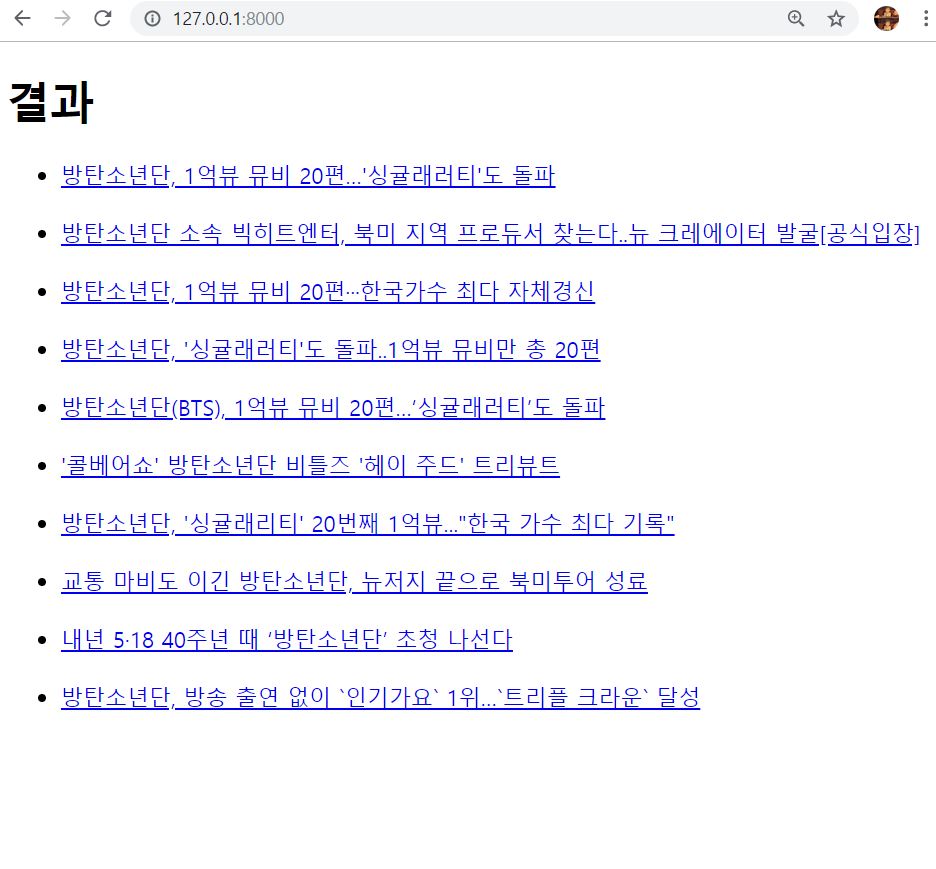 127.0.0.1:8000
결과
방탄소년단, 1억뷰 뮤비 20편…'싱귤래러티'도 돌파
방탄소년단 소속 빅히트엔터, 북미 지역 프로듀서 찾는다..뉴 크레에이터 발굴[공식입장]
방탄소년단, 1억뷰 뮤비 20편···한국가수 최다 자체경신
방탄소년단, '싱귤래러티'도 돌파..1억뷰 뮤비만 총 20편
방탄소년단(BTS), 1억뷰 뮤비 20편…‘싱귤래러티’도 돌파
'콜베어쇼' 방탄소년단 비틀즈 '헤이 주드' 트리뷰트
방탄소년단, '싱귤래리티' 20번째 1억뷰…"한국 가수 최다 기록"
교통 마비도 이긴 방탄소년단, 뉴저지 끝으로 북미투어 성료
내년 5·18 40주년 때 ‘방탄소년단’ 초청 나선다
방탄소년단, 방송 출연 없이 `인기가요` 1위…`트리플 크라운` 달성